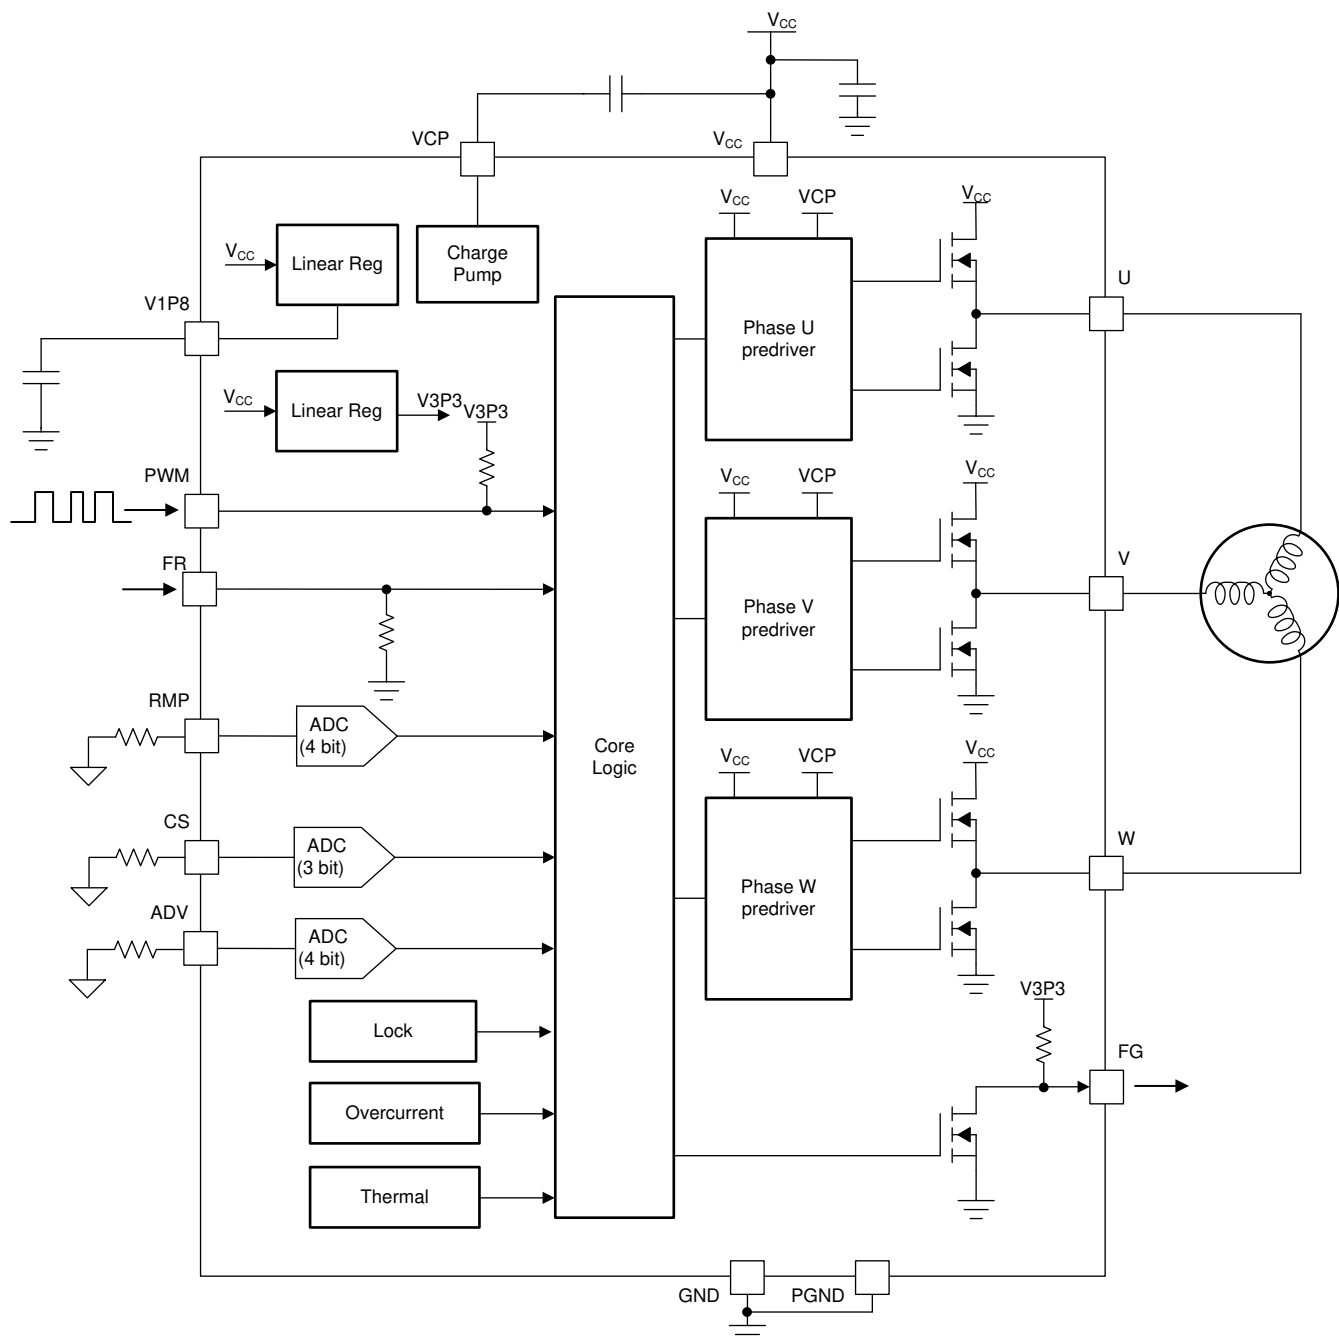 VCC
VCP
VCC
VCC
Linear Reg
Charge
Pump
VCC
VCP
VCC
Phase U
predriver
U
V1P8
VCC
Linear Reg
V3P3
V3P3
PWM
FR
VCC
VCP
VCC
Phase V
predriver
V
RMP
ADC
(4 bit)
Core
Logic
CS
ADC
(3 bit)
VCC
VCP
VCC
Phase W
predriver
W
ADV
ADC
(4 bit)
Lock
Overcurrent
Thermal
V3P3
FG
GND
PGND